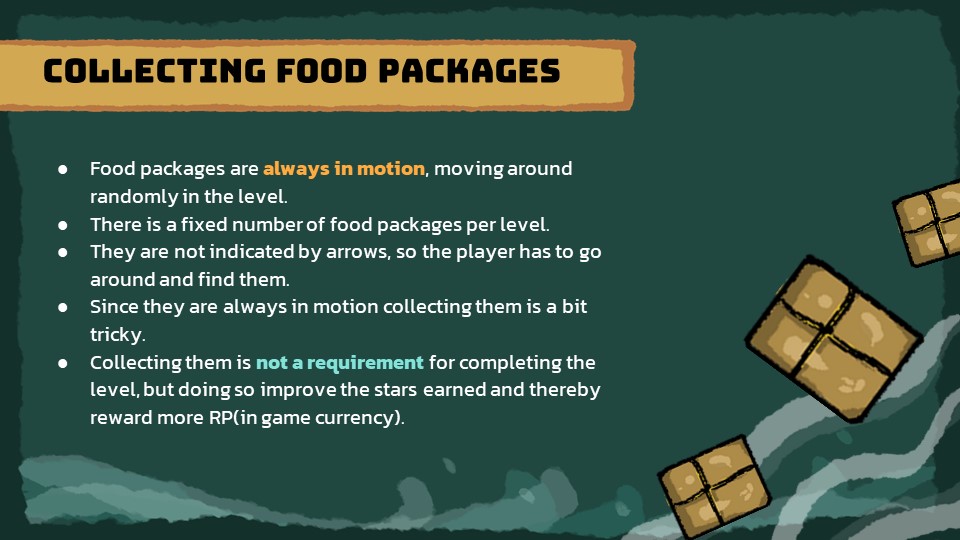 COLLECTING FOOD PACKAGES
● Food packages are always in motion, moving around
randomly in the level.
● There is a fixed number of food packages per level.
● They are not indicated by arrows, so the player has to go
around and find them.
● Since they are always in motion collecting them is a bit
tricky.
● Collecting them is not a requirement for completing the
level, but doing so improve the stars earned and thereby
reward more RP(in game currency).